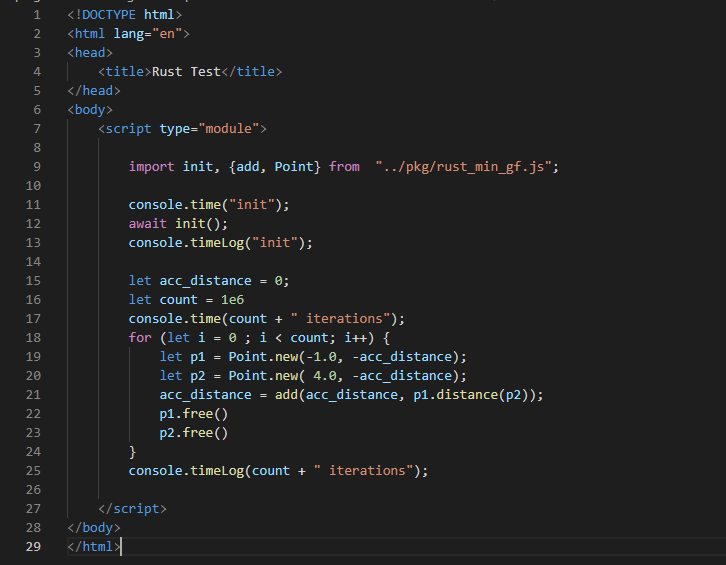 1 <!DOCTYPE html>
2 <html lang="en">
3 <head>
4     <title>Rust Test</title>
5 </head>
6 <body>
7     <script type="module">
8
9         import init, {add, Point} from  "../pkg/rust_min_gf.js";
10
11         console.time("init");
12         await init();
13         console.timeLog("init");
14
15         let acc_distance = 0;
16         let count = 1e6
17         console.time(count + " iterations");
18         for (let i = 0 ; i < count; i++) {
19             let p1 = Point.new(-1.0, -acc_distance);
20             let p2 = Point.new( 4.0, -acc_distance);
21             acc_distance = add(acc_distance, p1.distance(p2));
22             p1.free()
23             p2.free()
24         }
25         console.timeLog(count + " iterations");
26
27     </script>
28 </body>
29 </html>